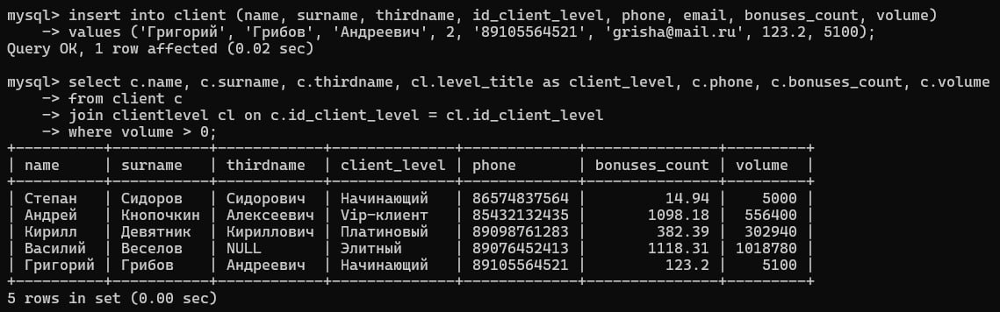 mysql> insert into client (name, surname, thirdname, id_client_level, phone, email, bonuses_count, volume)
    -> values ('Григорий', 'Грибов', 'Андреевич', 2, '89105564521', 'grisha@mail.ru', 123.2, 5100);
Query OK, 1 row affected (0.02 sec)

mysql> select c.name, c.surname, c.thirdname, cl.level_title as client_level, c.phone, c.bonuses_count, c.volume
    -> from client c
    -> join clientlevel cl on c.id_client_level = cl.id_client_level
    -> where volume > 0;
+----------+-----------+------------+--------------+-------------+---------------+---------+
| name     | surname   | thirdname  | client_level | phone       | bonuses_count | volume  |
+----------+-----------+------------+--------------+-------------+---------------+---------+
| Степан   | Сидоров   | Сидорович  | Начинающий   | 86574837564 |         14.94 |    5000 |
| Андрей   | Кнопочкин | Алексеевич | Vip-клиент   | 85432132435 |       1098.18 |  556400 |
| Кирилл   | Девятник  | Кириллович | Платиновый   | 89098761283 |        382.39 |  302940 |
| Василий  | Веселов   | NULL       | Элитный      | 89076452413 |       1118.31 | 1018780 |
| Григорий | Грибов    | Андреевич  | Начинающий   | 89105564521 |         123.2 |    5100 |
+----------+-----------+------------+--------------+-------------+---------------+---------+
5 rows in set (0.00 sec)